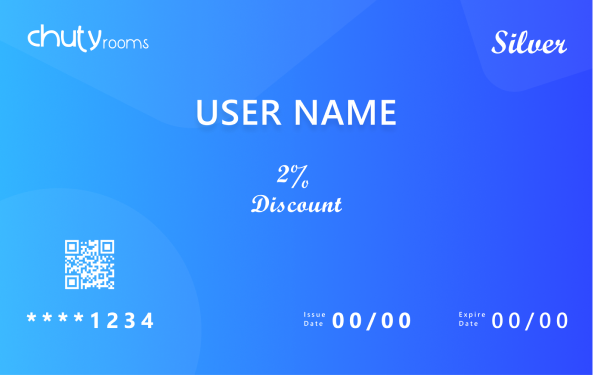 chutyrooms
Silver
USER NAME
2%
Discount
****1234
Issue Date 00/00
Expire Date 00/00